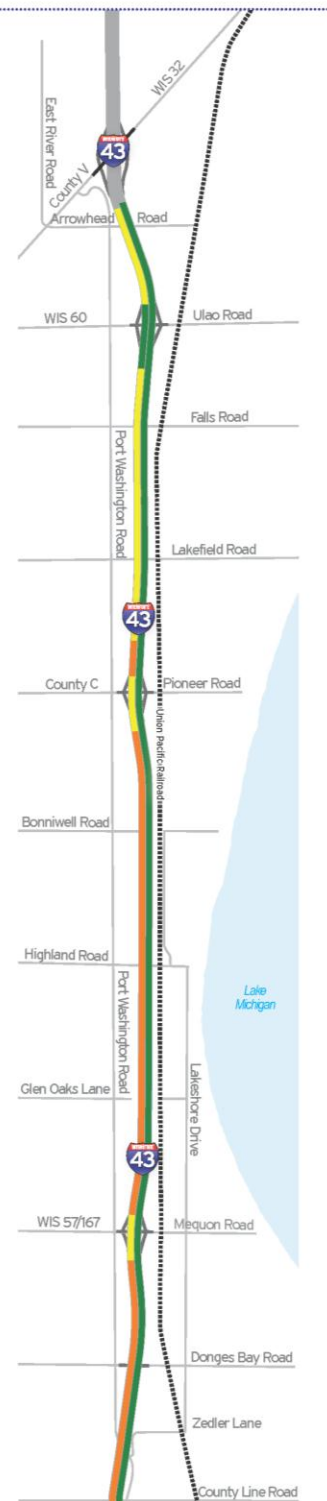 WIS 32
East River Road
43
County V
Arrowhead Road
WIS 60
Ulao Road
Falls Road
Port Washington Road
Lakefield Road
43
County C
Pioneer Road
Union Pacific Railroad
Bonniwell Road
Highland Road
Lake
Michigan
Port Washington Road
Lakeshore Drive
Glen Oaks Lane
43
WIS 57/167
Mequon Road
Donges Bay Road
Zedler Lane
County Line Road